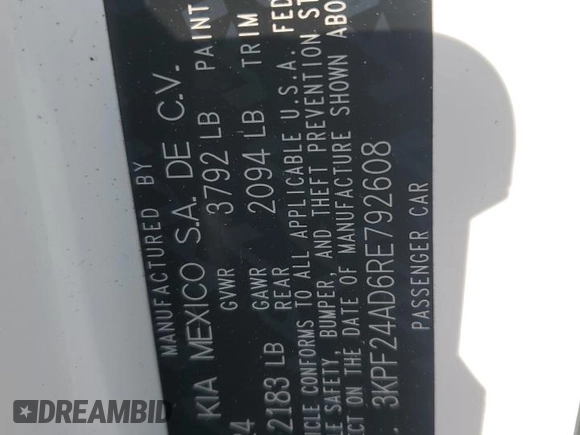 MANUFACTURED BY
KIA MEXICO S.A. DE C.V.
GVWR 3792 LB PAINT
GAWR
2183 LB REAR 2094 LB TRIM
CONFORMS TO ALL APPLICABLE U.S.A. FED
SAFETY, BUMPER, AND THEFT PREVENTION ST
ON THE DATE OF MANUFACTURE SHOWN ABO
3KPF24AD6RE792608
PASSENGER CAR
DREAMBID